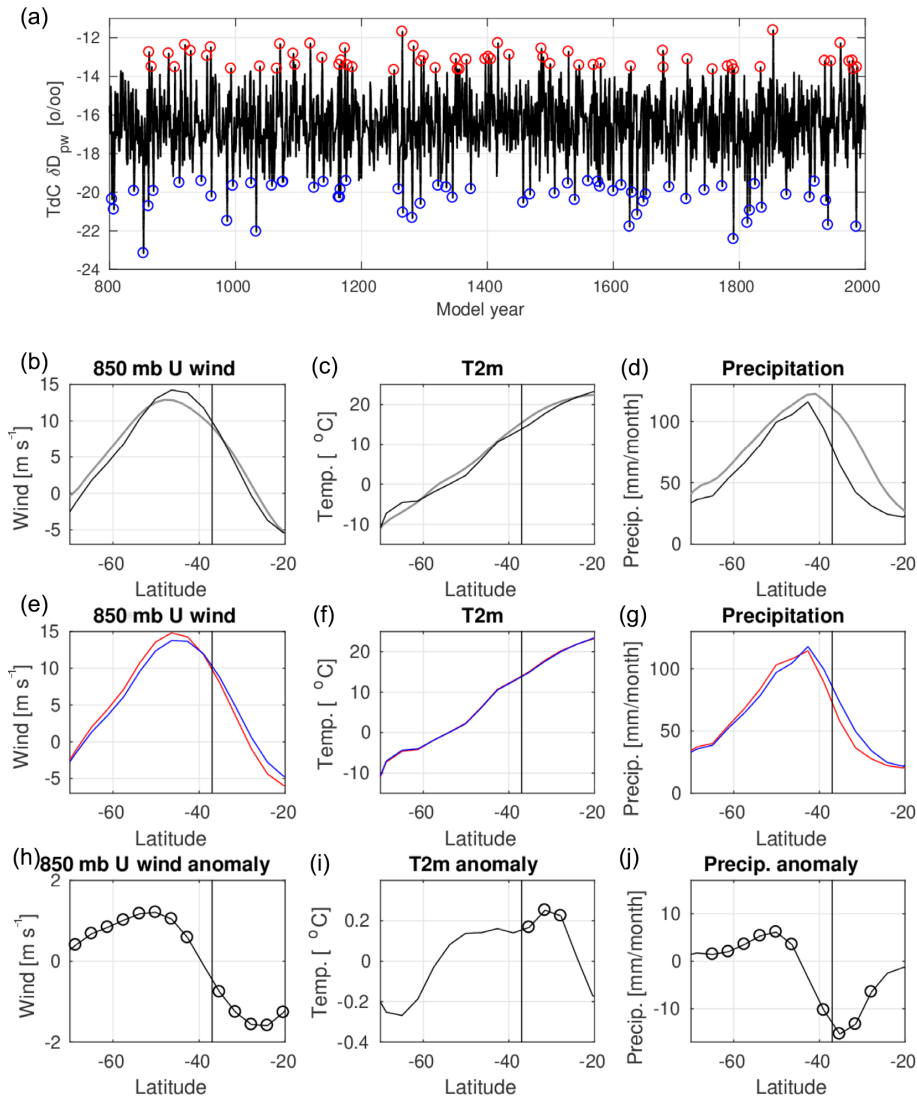 (a)
TdC δDpw [o/oo]
-12
-14
-16
-18
-20
-22
-24
800 1000 1200 1400 1600 1800 2000
Model year
(b) 850 mb U wind
Wind [m s-1]
15
10
5
0
-5
-60 -40 -20
Latitude
(c) T2m
Temp. [ °C]
20
10
0
-10
-60 -40 -20
Latitude
(d) Precipitation
Precip. [mm/month]
100
50
0
-60 -40 -20
Latitude
(e) 850 mb U wind
Wind [m s-1]
15
10
5
0
-5
-60 -40 -20
Latitude
(f) T2m
Temp. [ °C]
20
10
0
-10
-60 -40 -20
Latitude
(g) Precipitation
Precip. [mm/month]
100
50
0
-60 -40 -20
Latitude
(h) 850 mb U wind anomaly
Wind [m s-1]
2
0
-2
-60 -40 -20
Latitude
(i) T2m anomaly
Temp. [ °C]
0.2
0
-0.2
-0.4
-60 -40 -20
Latitude
(j) Precip. anomaly
Precip. [mm/month]
10
0
-10
-60 -40 -20
Latitude